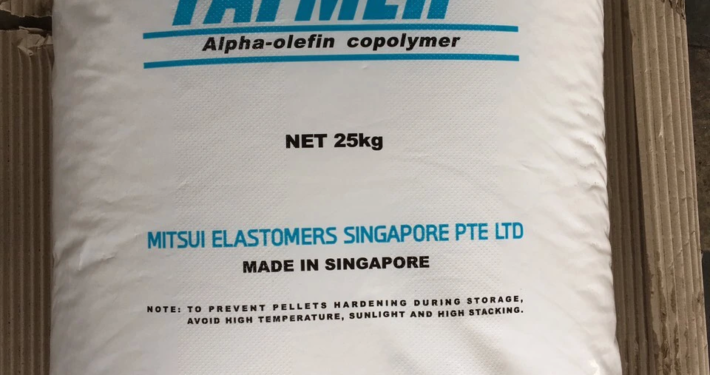 TAFMER
Alpha-olefin copolymer
NET 25kg
MITSUI ELASTOMERS SINGAPORE PTE LTD
MADE IN SINGAPORE
NOTE: TO PREVENT PELLETS HARDENING DURING STORAGE,
AVOID HIGH TEMPERATURE, SUNLIGHT AND HIGH STACKING.